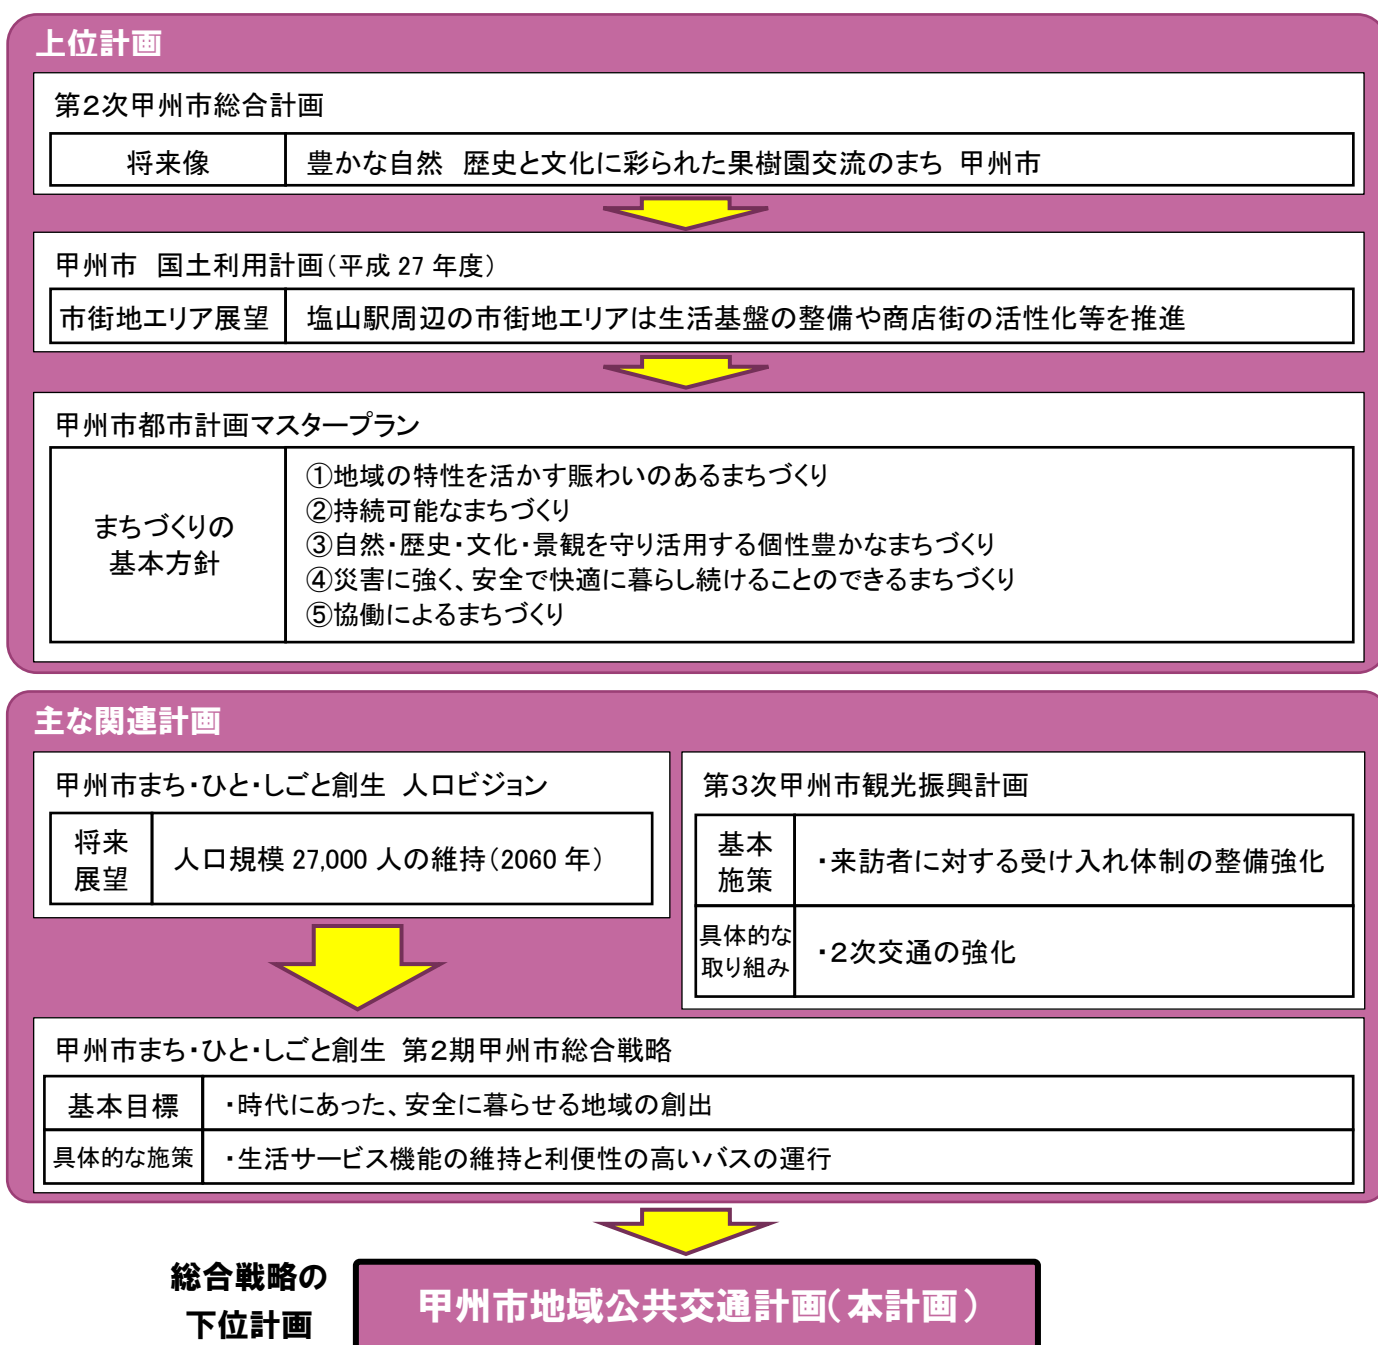 上位計画
第2次甲州市総合計画
将来像
豊かな自然　歴史と文化に彩られた果樹園交流のまち　甲州市
甲州市　国土利用計画（平成 27 年度）
市街地エリア展望
塩山駅周辺の市街地エリアは生活基盤の整備や商店街の活性化等を推進
甲州市都市計画マスタープラン
まちづくりの
基本方針
①地域の特性を活かす賑わいのあるまちづくり
②持続可能なまちづくり
③自然・歴史・文化・景観を守り活用する個性豊かなまちづくり
④災害に強く、安全で快適に暮らし続けることのできるまちづくり
⑤協働によるまちづくり
主な関連計画
甲州市まち・ひと・しごと創生　人口ビジョン
将来
展望
人口規模 27,000 人の維持（2060 年）
第3次甲州市観光振興計画
基本
施策
・来訪者に対する受け入れ体制の整備強化
具体的な
取り組み
・2次交通の強化
甲州市まち・ひと・しごと創生　第2期甲州市総合戦略
基本目標
・時代にあった、安全に暮らせる地域の創出
具体的な施策
・生活サービス機能の維持と利便性の高いバスの運行
総合戦略の
下位計画
甲州市地域公共交通計画（本計画）